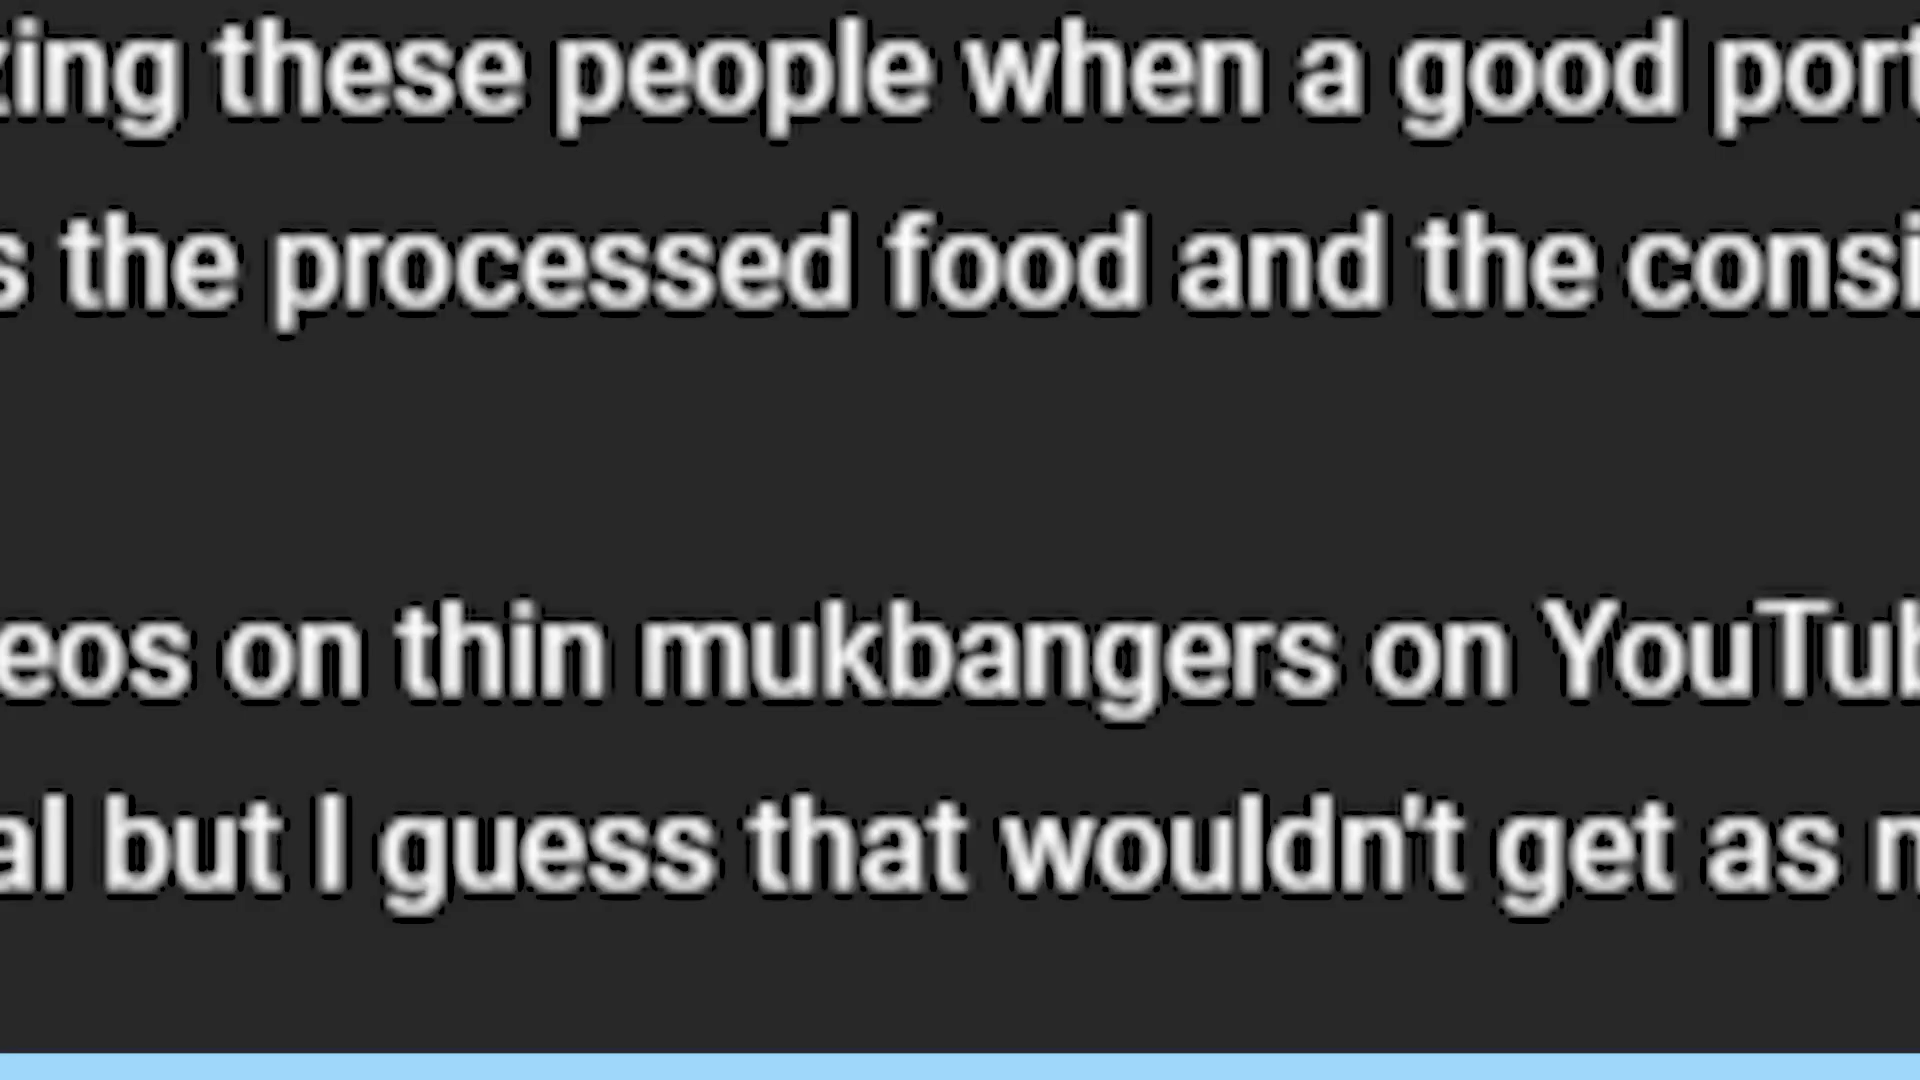 zing these people when a good port
s the processed food and the consi
eos on thin mukbangers on YouTub
al but I guess that wouldn't get as